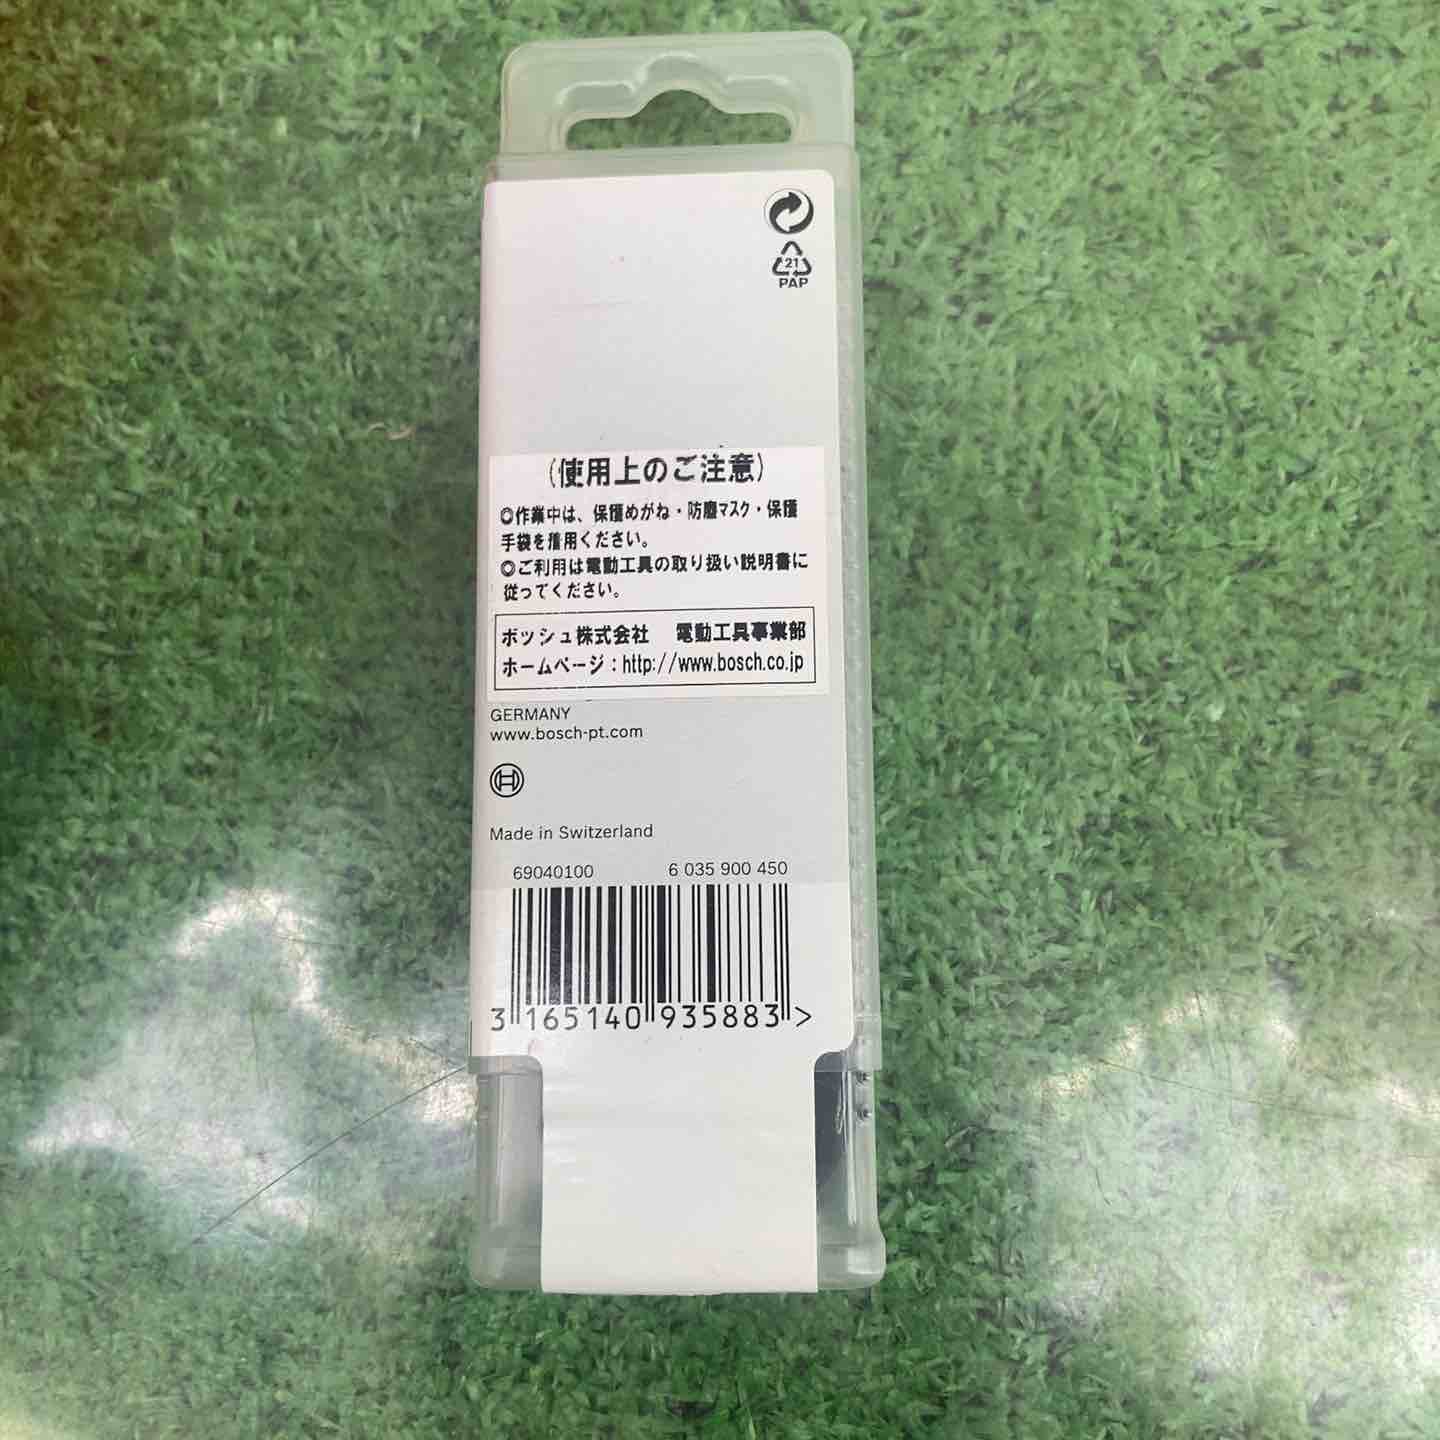 21
PAP
(使用上のご注意)
◎作業中は、保護めがね・防塵マスク・保護
手袋を着用ください。
◎ご利用は電動工具の取り扱い説明書に
従ってください。
ボッシュ株式会社 電動工具事業部
ホームページ:http://www.bosch.co.jp
GERMANY
www.bosch-pt.com
Made in Switzerland
69040100 6 035 900 450
3 165140 935883 >